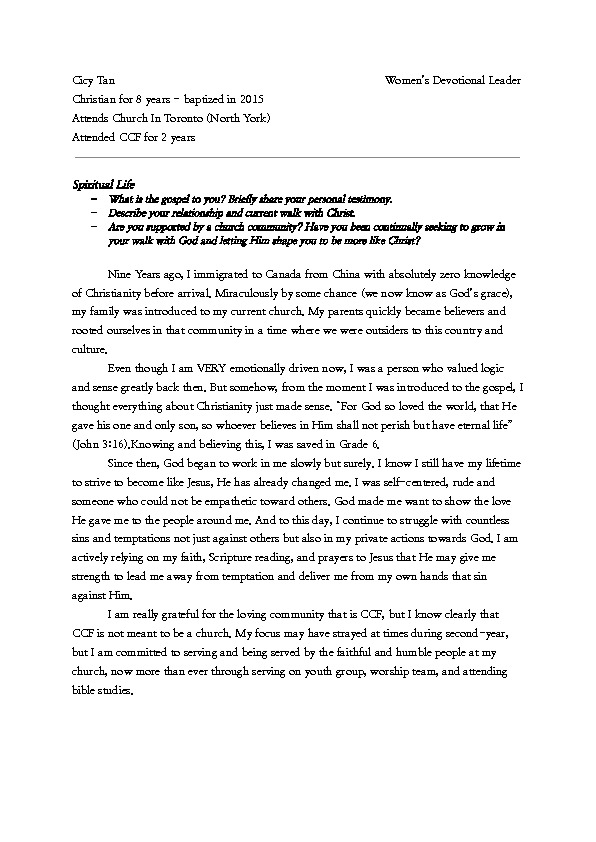 Cicy Tan Women's Devotional Leader
Christian for 8 years - baptized in 2015
Attends Church In Toronto (North York)
Attended CCF for 2 years
Spiritual Life
- What is the gospel to you? Briefly share your personal testimony.
- Describe your relationship and current walk with Christ.
- Are you supported by a church community? Have you been continually seeking to grow in
your walk with God and letting Him shape you to be more like Christ?
Nine Years ago, I immigrated to Canada from China with absolutely zero knowledge
of Christianity before arrival. Miraculously by some chance (we now know as God's grace),
my family was introduced to my current church. My parents quickly became believers and
rooted ourselves in that community in a time where we were outsiders to this country and
culture.
Even though I am VERY emotionally driven now, I was a person who valued logic
and sense greatly back then. But somehow, from the moment I was introduced to the gospel, I
thought everything about Christianity just made sense. "For God so loved the world, that He
gave his one and only son, so whoever believes in Him shall not perish but have eternal life"
(John 3:16).Knowing and believing this, I was saved in Grade 6.
Since then, God began to work in me slowly but surely. I know I still have my lifetime
to strive to become like Jesus, He has already changed me. I was self-centered, rude and
someone who could not be empathetic toward others. God made me want to show the love
He gave me to the people around me. And to this day, I continue to struggle with countless
sins and temptations not just against others but also in my private actions towards God. I am
actively relying on my faith, Scripture reading, and prayers to Jesus that He may give me
strength to lead me away from temptation and deliver me from my own hands that sin
against Him.
I am really grateful for the loving community that is CCF, but I know clearly that
CCF is not meant to be a church. My focus may have strayed at times during second-year,
but I am committed to serving and being served by the faithful and humble people at my
church, now more than ever through serving on youth group, worship team, and attending
bible studies.